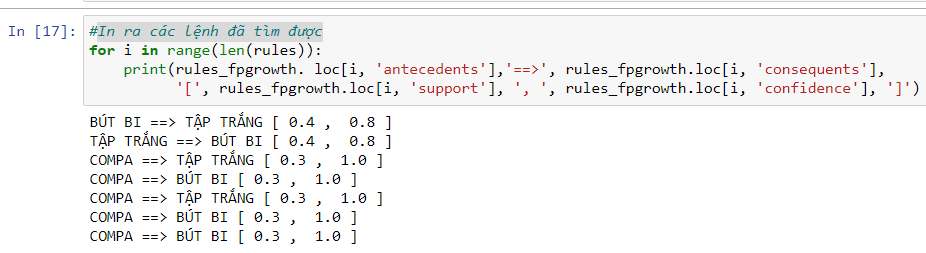 In [17]: #In ra các lệnh đã tìm được
for i in range(len(rules)):
print(rules_fpgrowth. loc[i, 'antecedents'],'==>', rules_fpgrowth.loc[i, 'consequents'],
'[', rules_fpgrowth.loc[i, 'support'], ', ', rules_fpgrowth.loc[i, 'confidence'], ']')
BÚT BI ==> TẬP TRẮNG [ 0.4 ,  0.8 ]
TẬP TRẮNG ==> BÚT BI [ 0.4 ,  0.8 ]
COMPA ==> TẬP TRẮNG [ 0.3 ,  1.0 ]
COMPA ==> BÚT BI [ 0.3 ,  1.0 ]
COMPA ==> TẬP TRẮNG [ 0.3 ,  1.0 ]
COMPA ==> BÚT BI [ 0.3 ,  1.0 ]
COMPA ==> BÚT BI [ 0.3 ,  1.0 ]